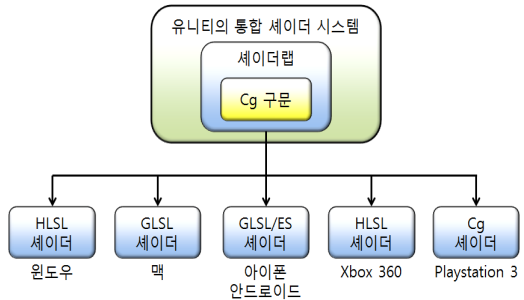 유니티의 통합 셰이더 시스템
셰이더랩
Cg 구문
HLSL
셰이더
GLSL
셰이더
GLSL/ES
셰이더
HLSL
셰이더
Cg
셰이더
윈도우
맥
아이폰
안드로이드
Xbox 360
Playstation 3